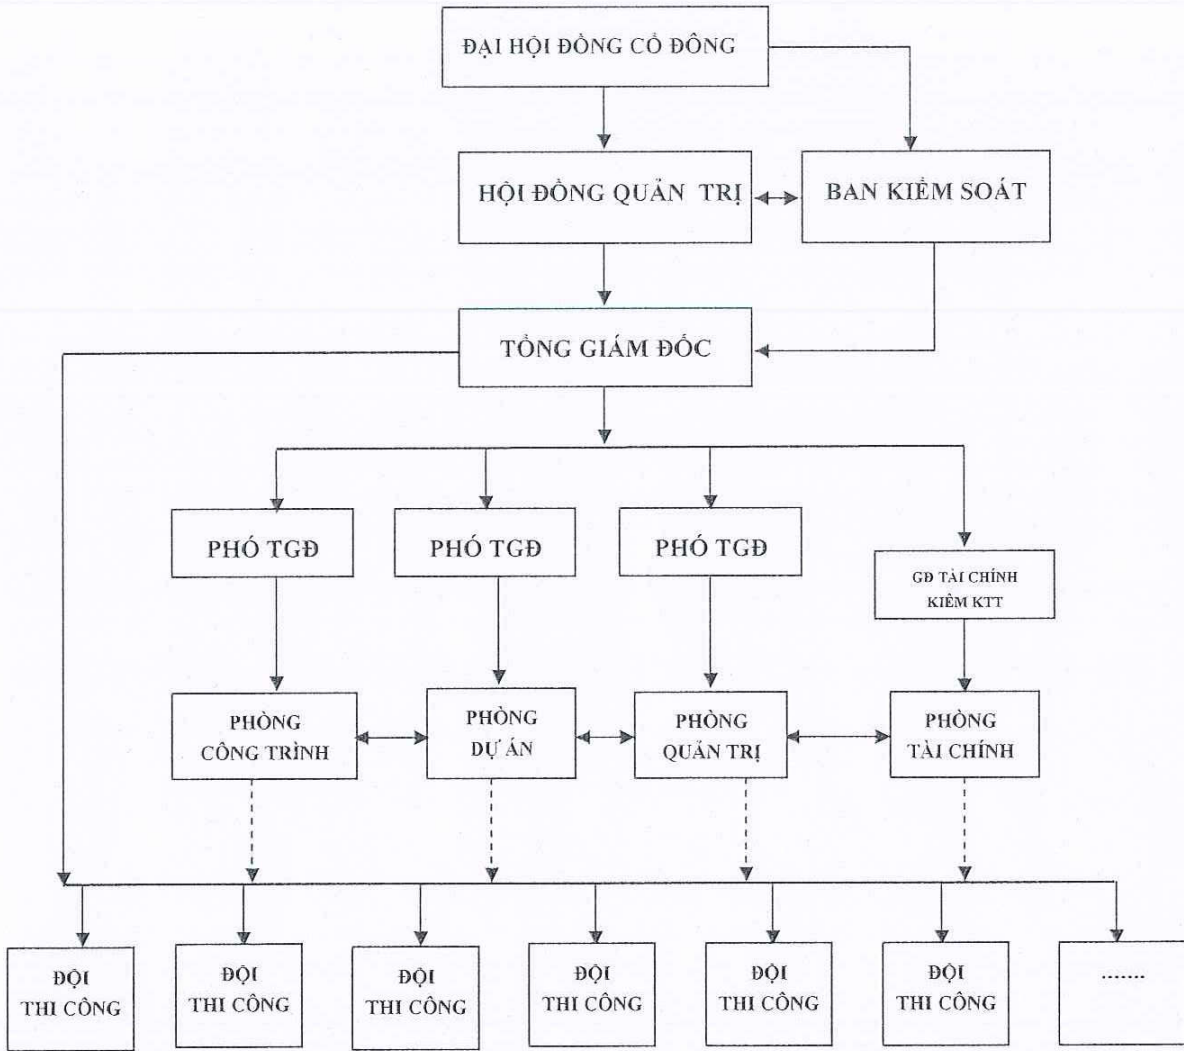 ĐẠI HỘI ĐỒNG CỔ ĐÔNG
HỘI ĐỒNG QUẢN TRỊ
BAN KIỂM SOÁT
TỔNG GIÁM ĐỐC
PHÓ TGĐ
PHÓ TGĐ
PHÓ TGĐ
GĐ TÀI CHÍNH
KIÊM KTT
PHÒNG
CÔNG TRÌNH
PHÒNG
DỰ ÁN
PHÒNG
QUẢN TRỊ
PHÒNG
TÀI CHÍNH
ĐỘI
THI CÔNG
ĐỘI
THI CÔNG
ĐỘI
THI CÔNG
ĐỘI
THI CÔNG
ĐỘI
THI CÔNG
ĐỘI
THI CÔNG
.......